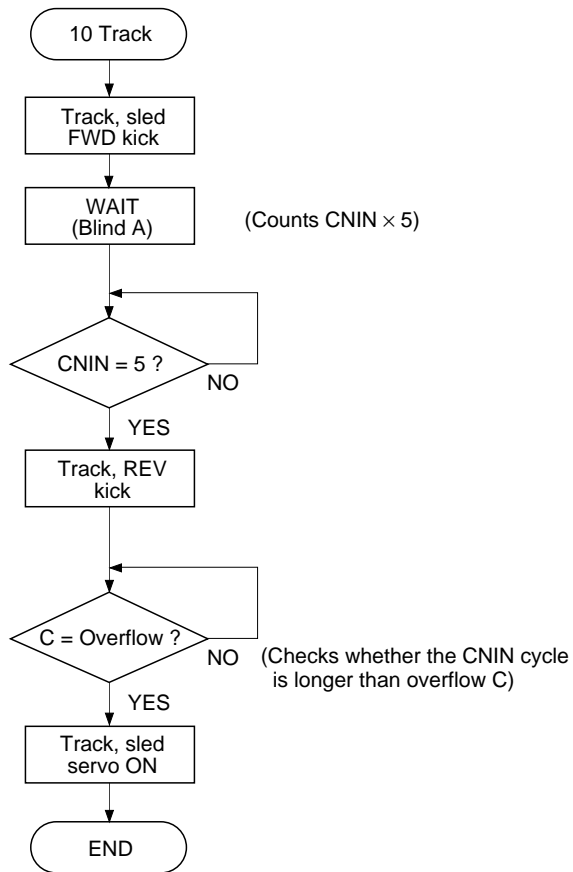 10 Track
Track, sled
FWD kick
WAIT
(Blind A)
(Counts CNIN × 5)
CNIN = 5 ?
NO
YES
Track, REV
kick
C = Overflow ?
NO
(Checks whether the CNIN cycle
is longer than overflow C)
YES
Track, sled
servo ON
END